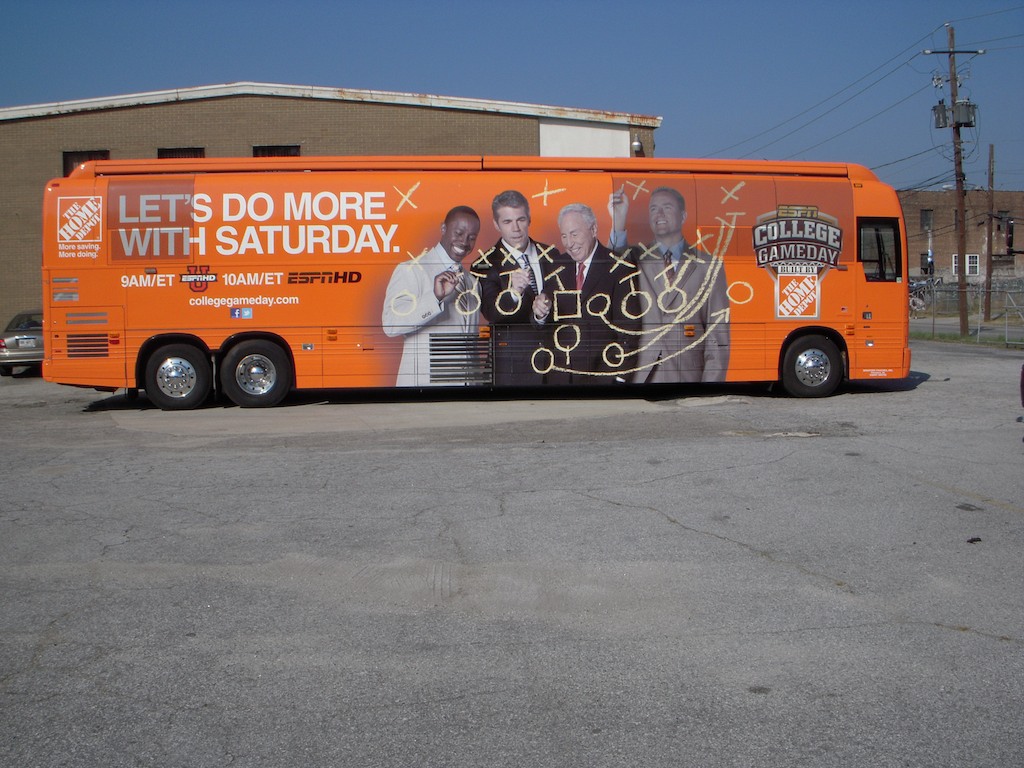 THE HOME DEPOT
More saving.
More doing.
LET'S DO MORE
WITH SATURDAY.
9AM/ET ESPNHD U 10AM/ET ESPNHD
collegegameday.com
ESPN
COLLEGE
GAMEDAY
BUILT BY
THE HOME DEPOT